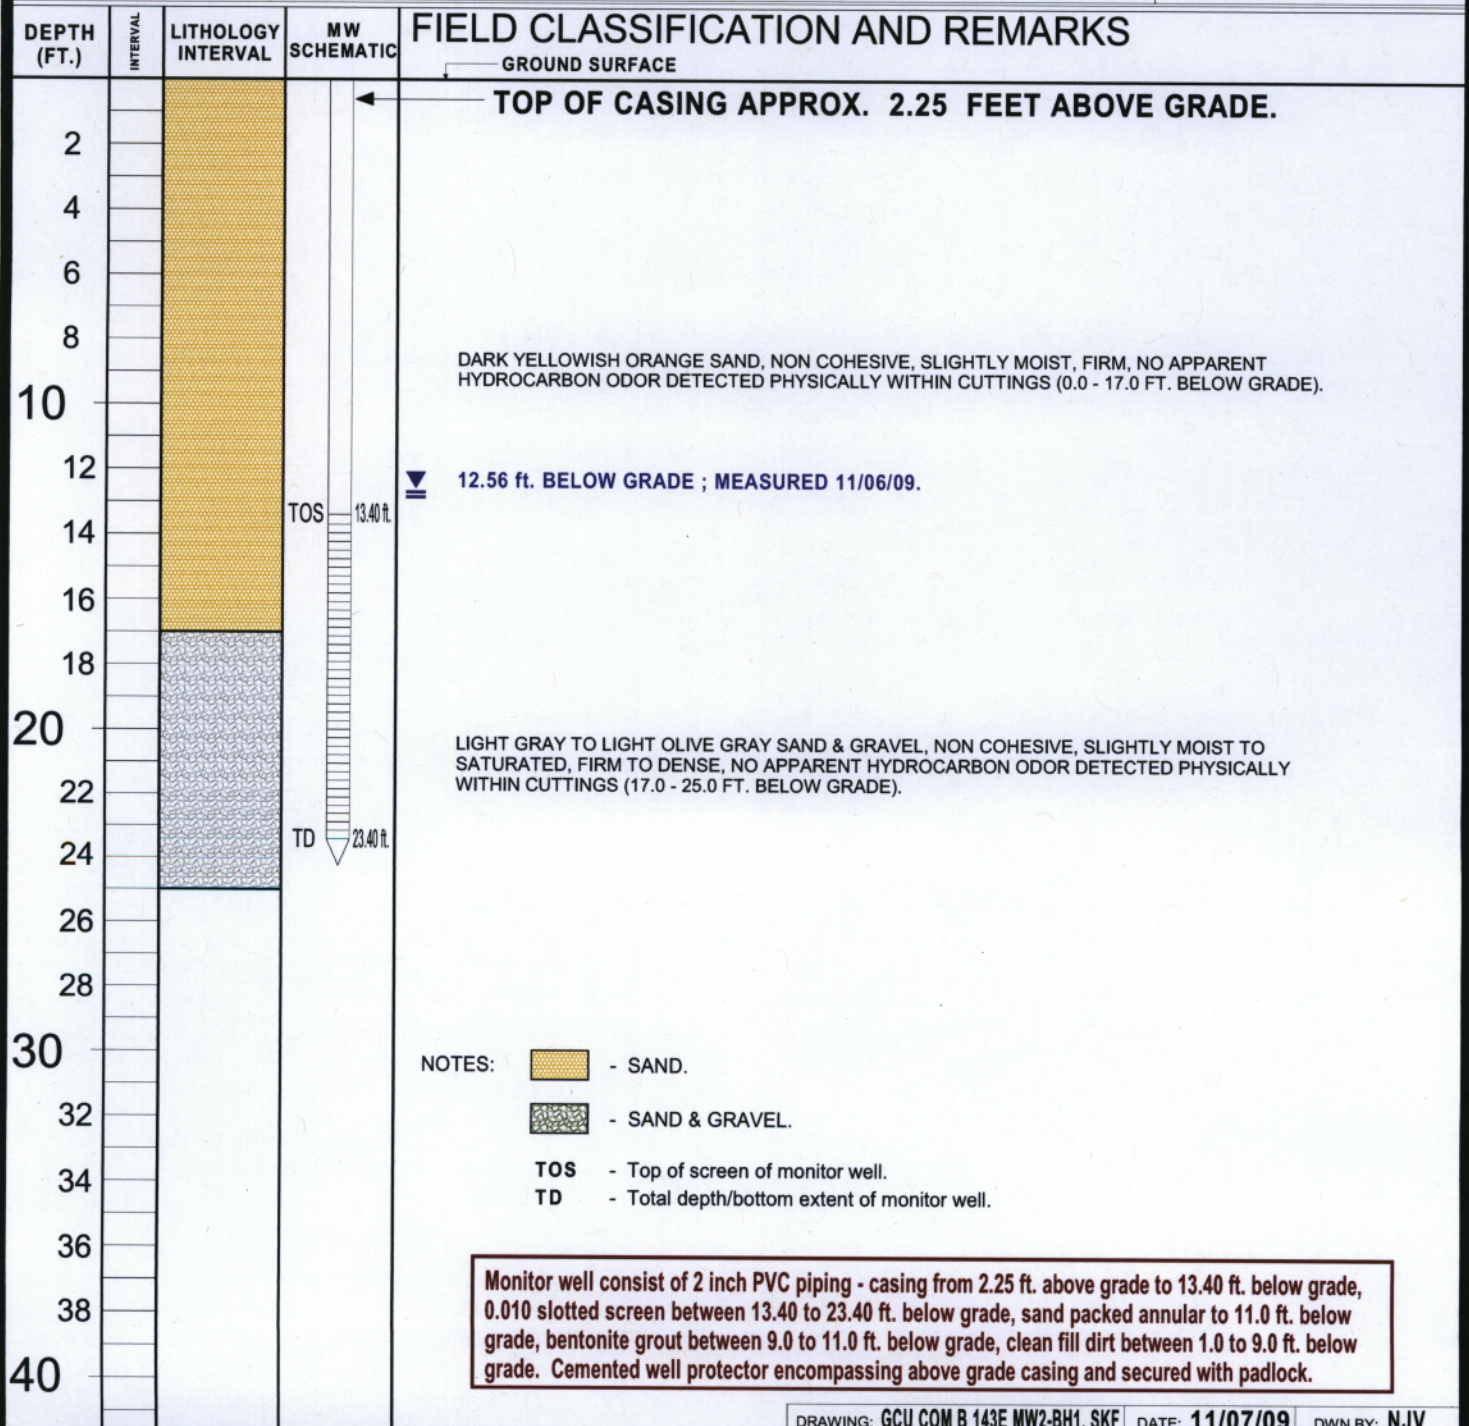 DEPTH (FT.)
INTERVAL
LITHOLOGY INTERVAL
MW SCHEMATIC
FIELD CLASSIFICATION AND REMARKS
GROUND SURFACE
TOP OF CASING APPROX. 2.25 FEET ABOVE GRADE.
2
4
6
8
DARK YELLOWISH ORANGE SAND, NON COHESIVE, SLIGHTLY MOIST, FIRM, NO APPARENT
HYDROCARBON ODOR DETECTED PHYSICALLY WITHIN CUTTINGS (0.0 - 17.0 FT. BELOW GRADE).
10
12
12.56 ft. BELOW GRADE ; MEASURED 11/06/09.
TOS 13.40 ft.
14
16
18
20
LIGHT GRAY TO LIGHT OLIVE GRAY SAND & GRAVEL, NON COHESIVE, SLIGHTLY MOIST TO
SATURATED, FIRM TO DENSE, NO APPARENT HYDROCARBON ODOR DETECTED PHYSICALLY
WITHIN CUTTINGS (17.0 - 25.0 FT. BELOW GRADE).
22
TD 23.40 ft.
24
26
28
30
NOTES: - SAND.
32
- SAND & GRAVEL.
TOS - Top of screen of monitor well.
34
TD - Total depth/bottom extent of monitor well.
36
Monitor well consist of 2 inch PVC piping - casing from 2.25 ft. above grade to 13.40 ft. below grade,
38
0.010 slotted screen between 13.40 to 23.40 ft. below grade, sand packed annular to 11.0 ft. below
grade, bentonite grout between 9.0 to 11.0 ft. below grade, clean fill dirt between 1.0 to 9.0 ft. below
40
grade. Cemented well protector encompassing above grade casing and secured with padlock.
DRAWING: GCU COM B 143E MW2-BH1. SKF DATE: 11/07/09 DWN BY: NJV